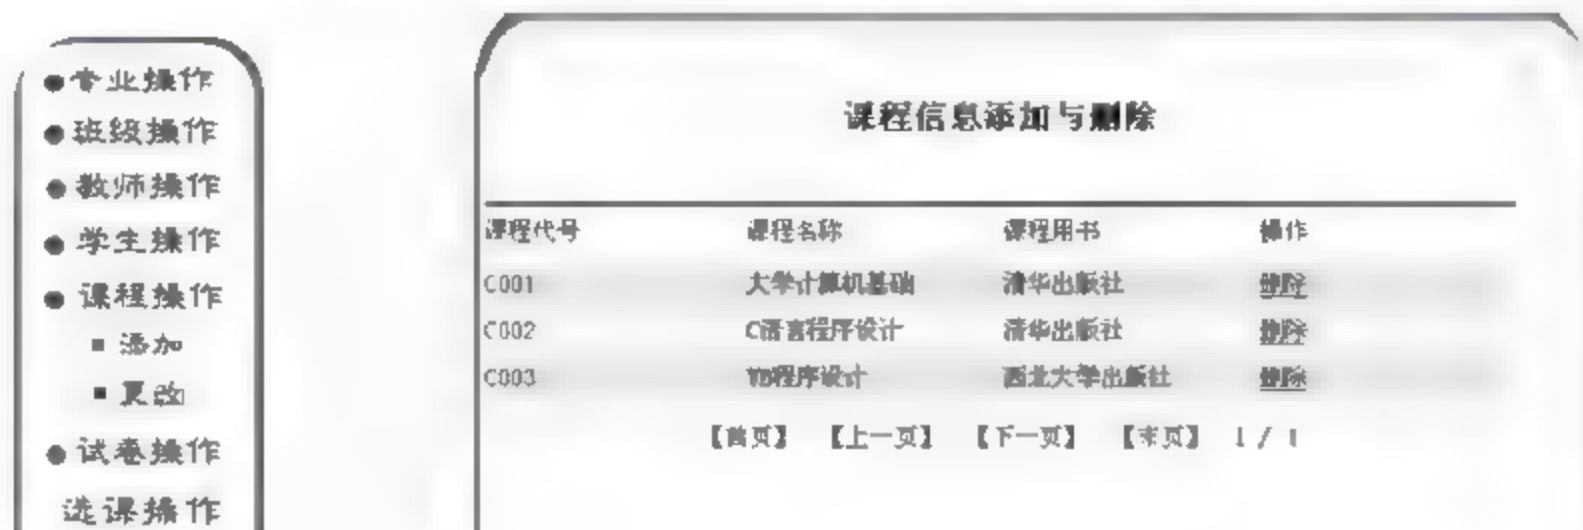 专业操作
班级操作
教师操作
学生操作
课程操作
添加
更改
试卷操作
选课操作
课程信息添加与删除
课程代号 课程名称 课程用书 操作
C001 大学计算机基础 清华出版社 删除
C002 C语言程序设计 清华出版社 删除
C003 VB程序设计 西北大学出版社 删除
【首页】 【上一页】 【下一页】 【末页】 1 / 1